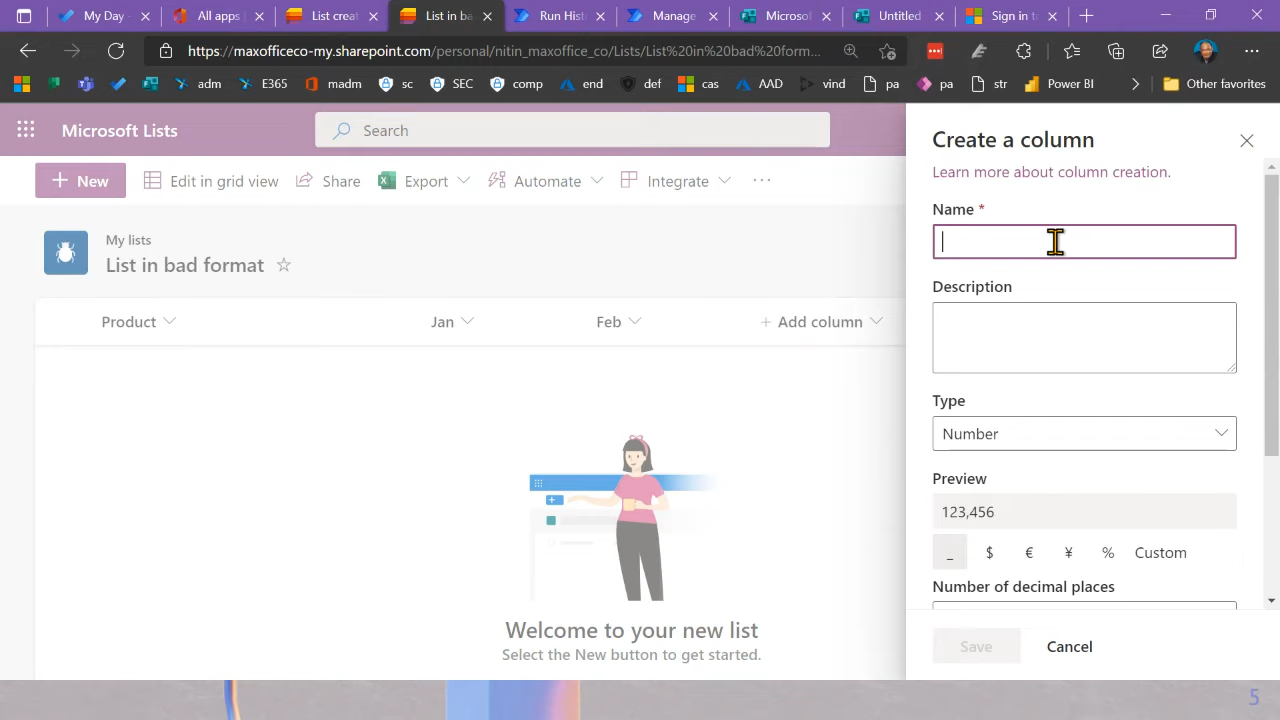 My Day -
All apps
List creat
List in ba
Run Histo
Manage
Microsof
Untitled
Sign in to
https://maxofficeco-my.sharepoint.com/personal/nitin_maxoffice_co/Lists/List%20in%20bad%20form...
adm E365 madm sc SEC comp end def cas AAD vind pa pa str Power BI Other favorites
Microsoft Lists
Search
New Edit in grid view Share Export Automate Integrate ...
My lists
List in bad format
Product Jan Feb + Add column
Welcome to your new list
Select the New button to get started.
Create a column
Learn more about column creation.
Name *
Description
Type
Number
Preview
123,456
_ $ € ¥ % Custom
Number of decimal places
Save Cancel
5